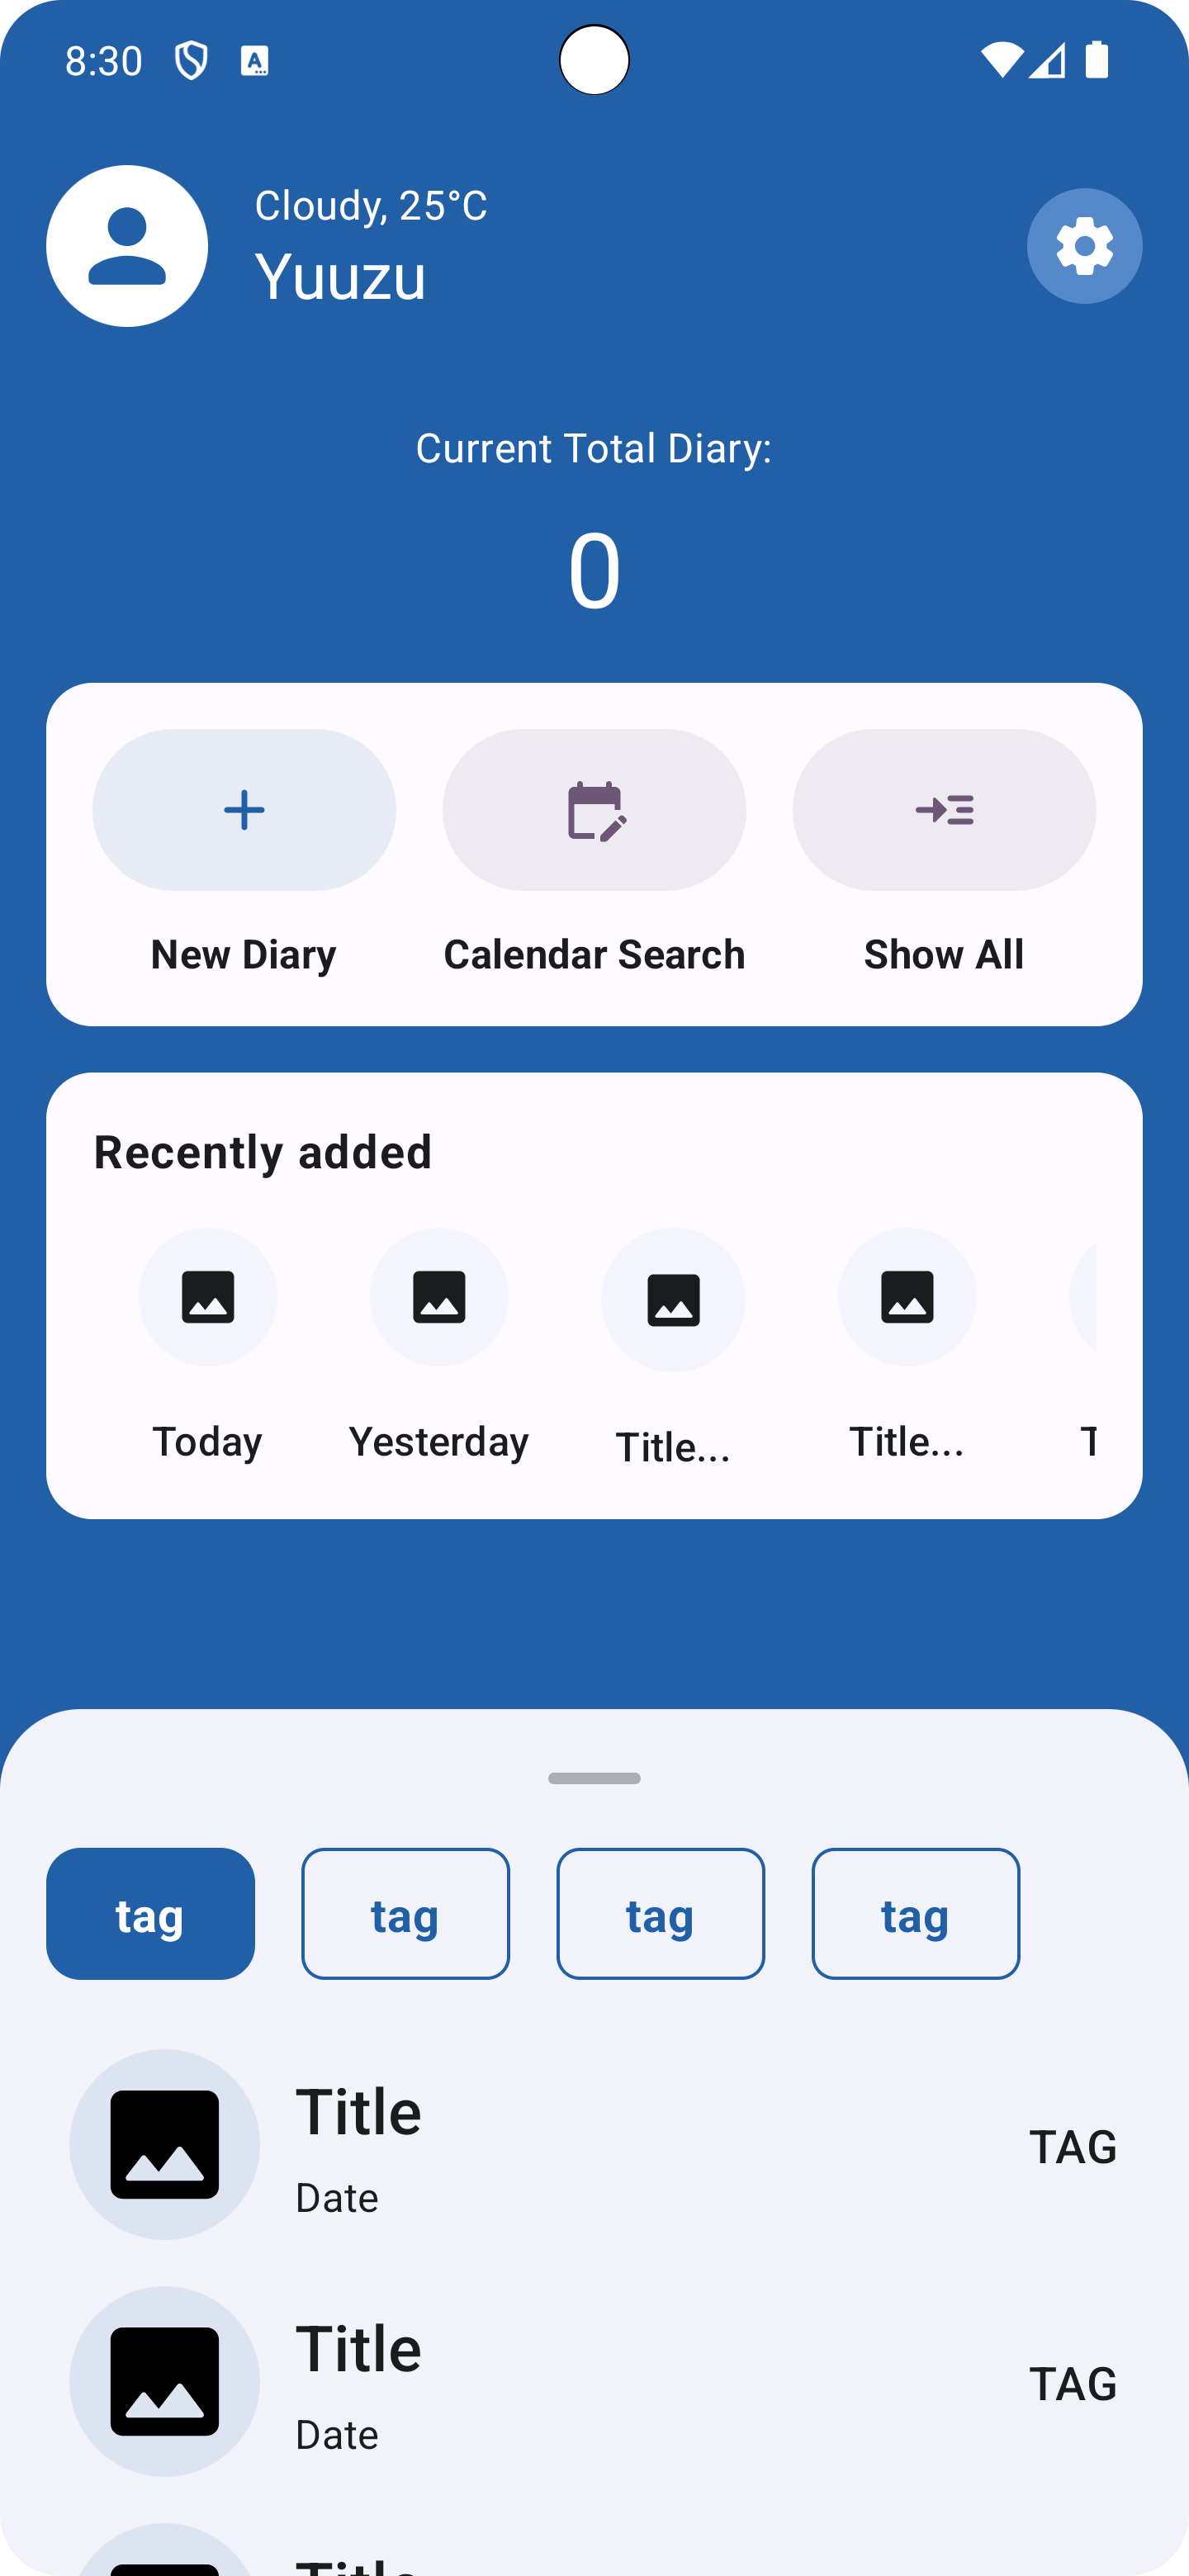 8:30
Cloudy, 25°C
Yuuzu
Current Total Diary:
0
New Diary
Calendar Search
Show All
Recently added
Today
Yesterday
Title...
Title...
T
tag
tag
tag
tag
Title
Date
TAG
Title
Date
TAG
Title